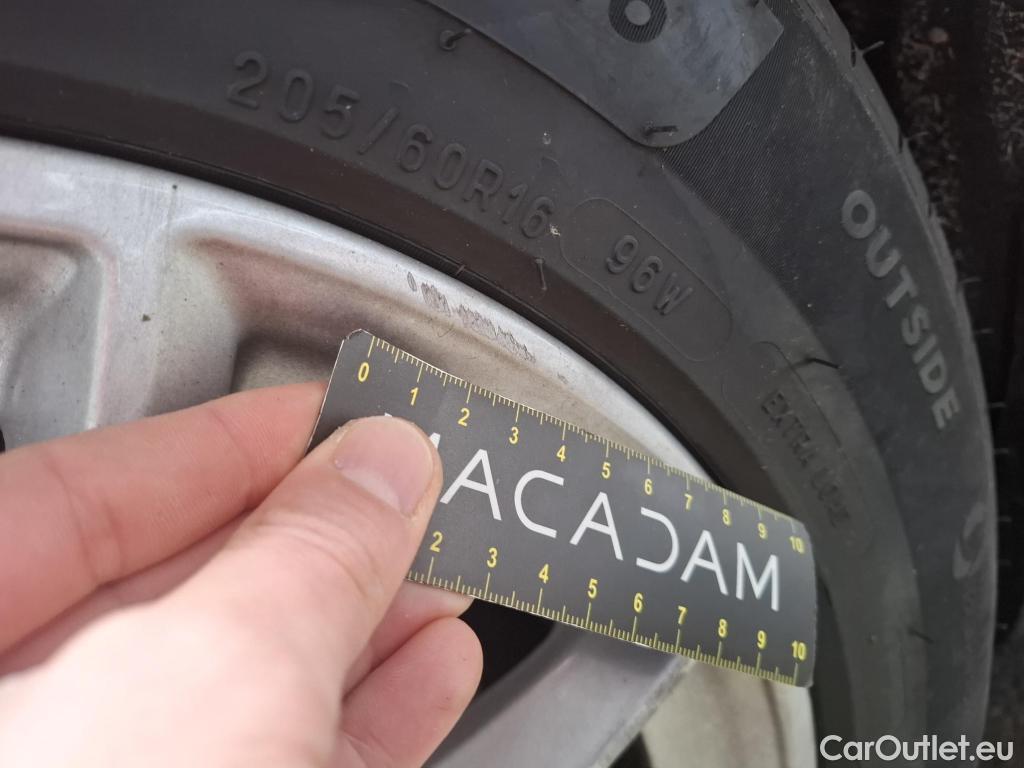 205/60R16
96W
OUTSIDE
EXTRA LOAD
0 1 2 3 4 5 6 7 8 9 10
MACADAM
2 3 4 5 6 7 8 9 10
CarOutlet.eu